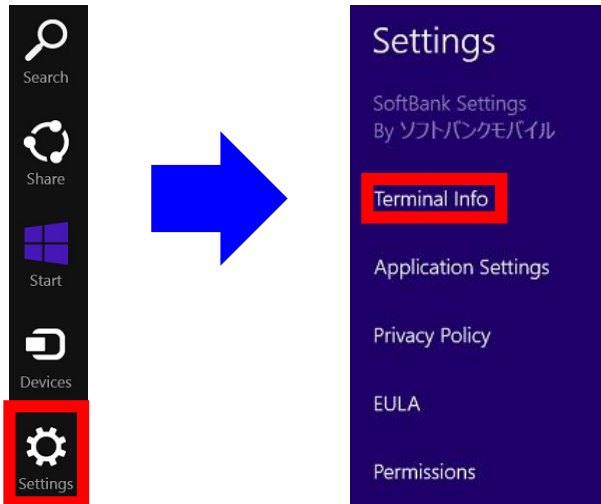 Search
Share
Start
Devices
Settings
Settings
SoftBank Settings
By ソフトバンクモバイル
Terminal Info
Application Settings
Privacy Policy
EULA
Permissions